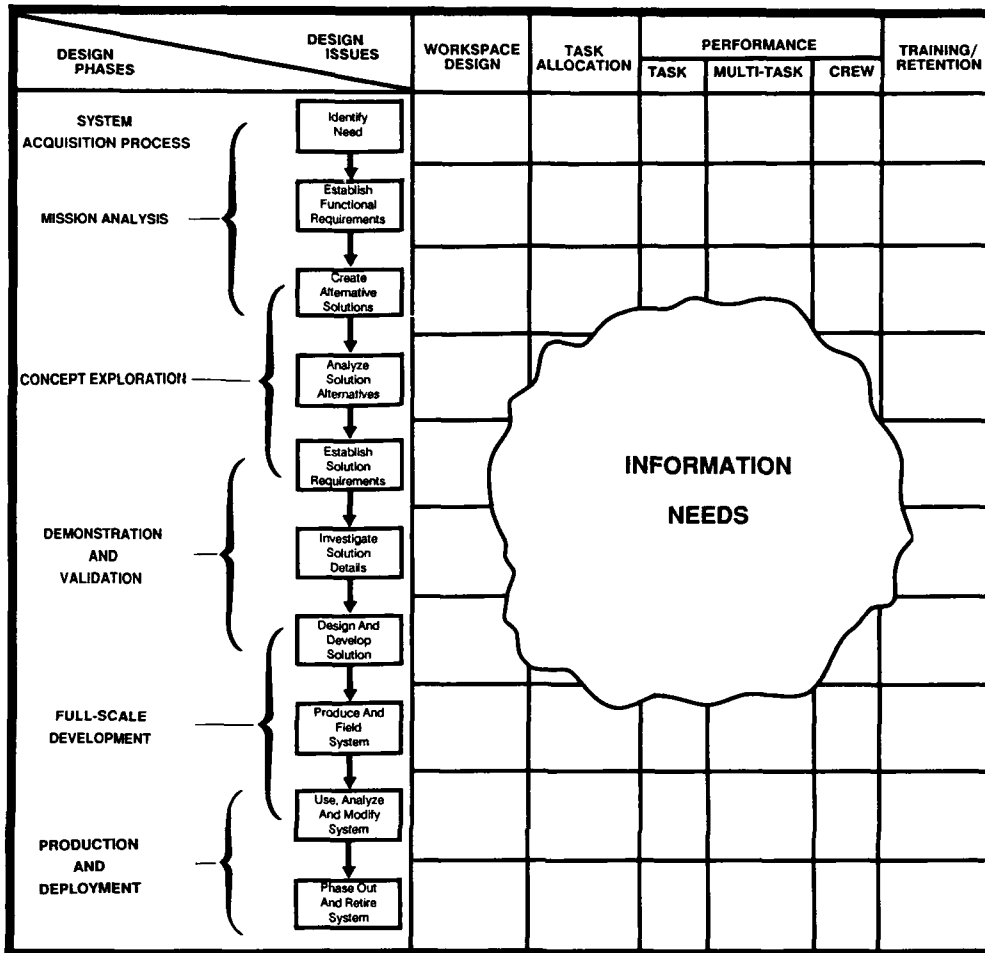 DESIGN
PHASES
DESIGN
ISSUES
WORKSPACE
DESIGN
TASK
ALLOCATION
PERFORMANCE
TASK
MULTI-TASK
CREW
TRAINING/
RETENTION
SYSTEM
ACQUISITION PROCESS
MISSION ANALYSIS
CONCEPT EXPLORATION
DEMONSTRATION
AND
VALIDATION
FULL-SCALE
DEVELOPMENT
PRODUCTION
AND
DEPLOYMENT
Identify
Need
Establish
Functional
Requirements
Create
Alternative
Solutions
Analyze
Solution
Alternatives
Establish
Solution
Requirements
Investigate
Solution
Details
Design And
Develop
Solution
Produce And
Field
System
Use, Analyze
And Modify
System
Phase Out
And Retire
System
INFORMATION
NEEDS